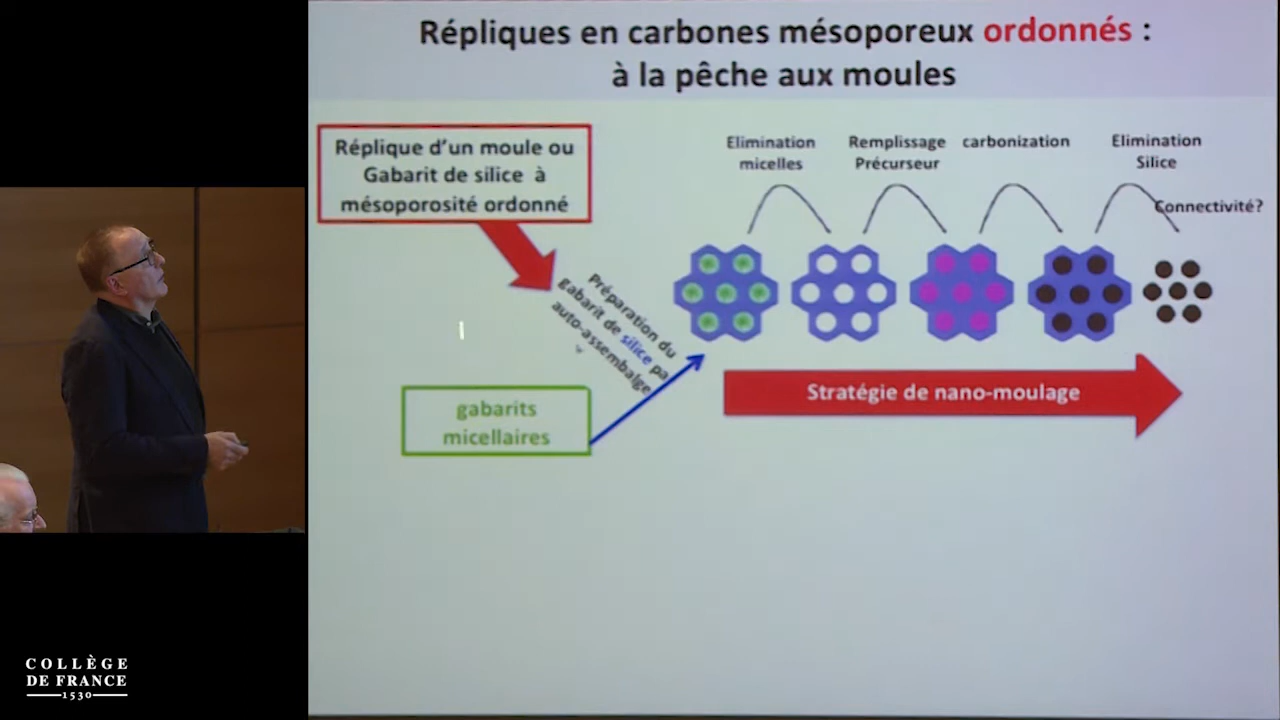 Répliques en carbones mésoporeux ordonnés :
à la pêche aux moules
Réplique d'un moule ou
Gabarit de silice à
mésoporosité ordonné
Elimination
micelles
Remplissage
Précurseur
carbonization
Elimination
Silice
Connectivité?
Préparation du
gabarit de silice pa
auto-assembalge
gabarits
micellaires
Stratégie de nano-moulage
COLLÈGE
DE FRANCE
1530